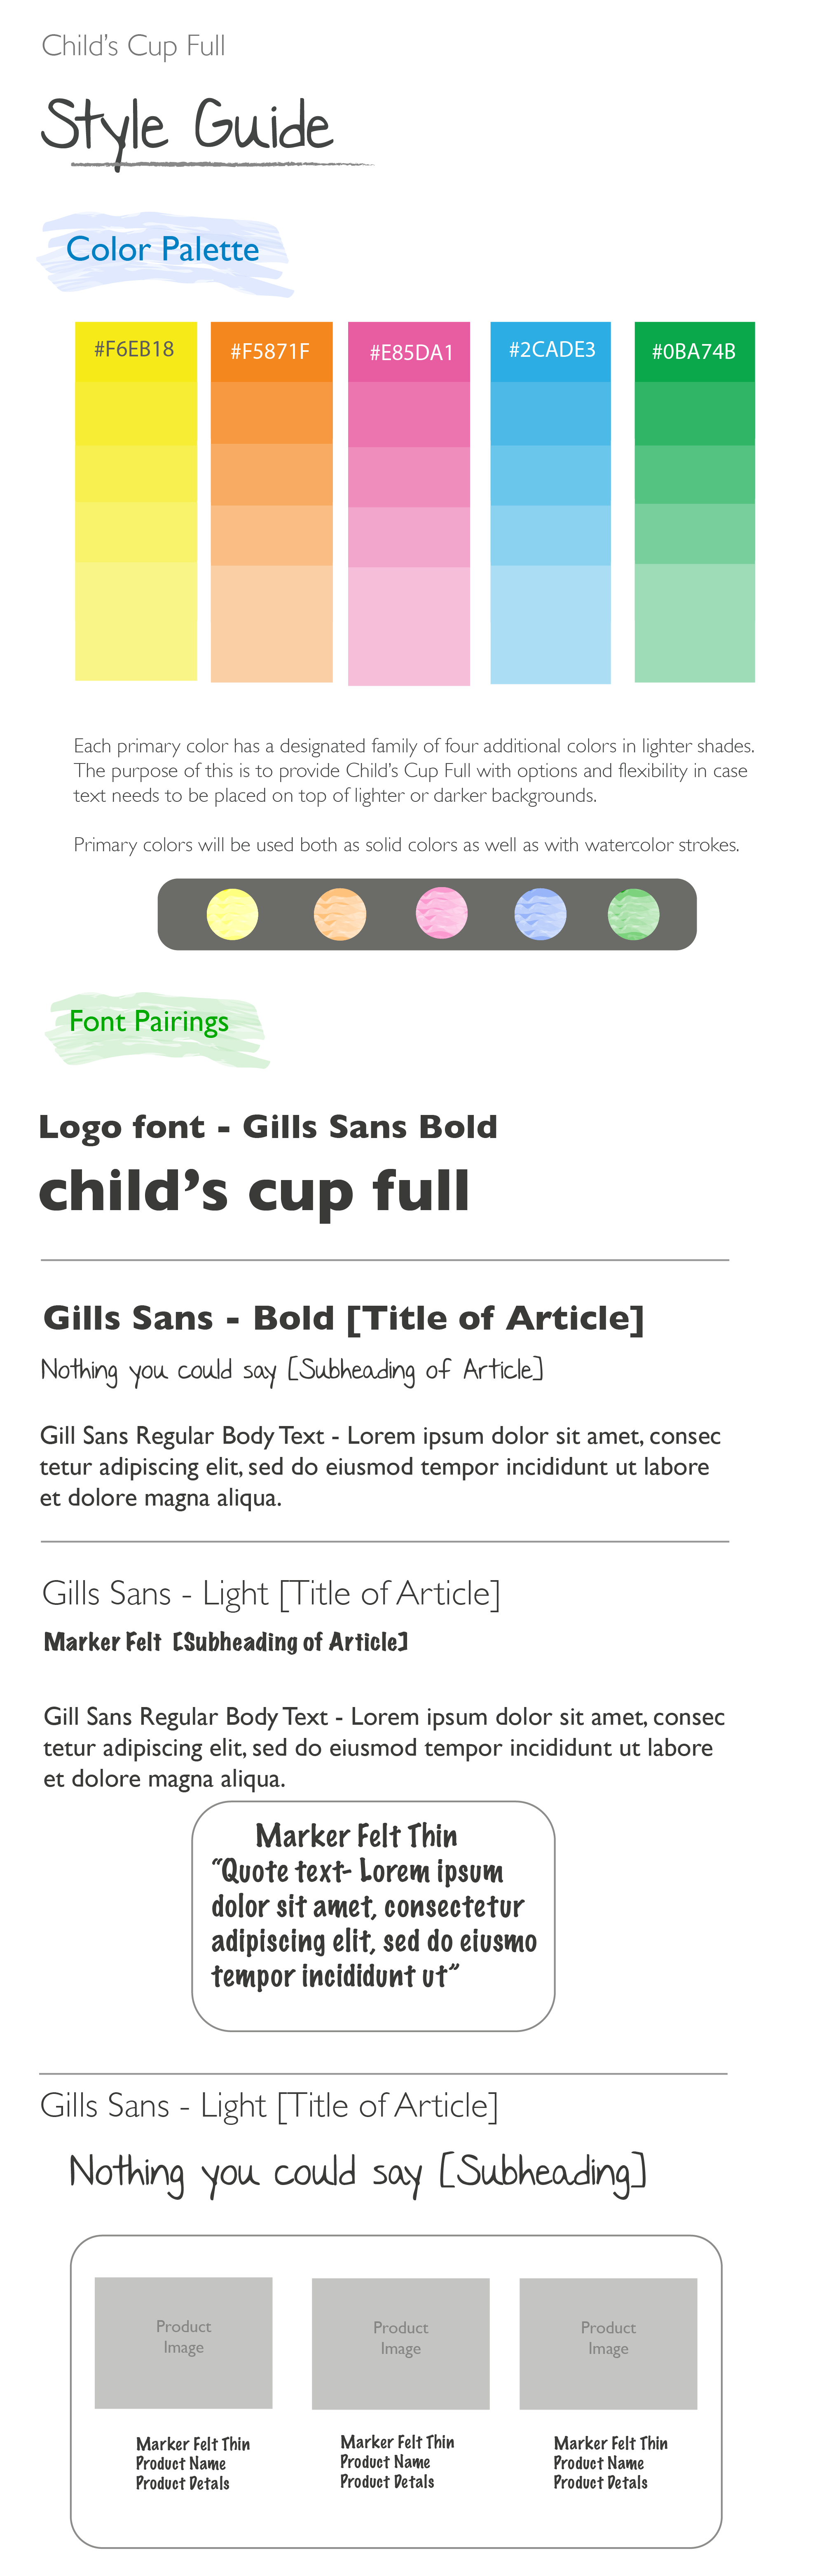 Child’s Cup Full
Style Guide
Color Palette
#F6EB18
#F5871F
#E85DA1
#2CADE3
#0BA74B
Each primary color has a designated family of four additional colors in lighter shades.
The purpose of this is to provide Child’s Cup Full with options and flexibility in case
text needs to be placed on top of lighter or darker backgrounds.
Primary colors will be used both as solid colors as well as with watercolor strokes.
Font Pairings
Logo font - Gills Sans Bold
child’s cup full
Gills Sans - Bold [Title of Article]
Nothing you could say [Subheading of Article]
Gill Sans Regular Body Text - Lorem ipsum dolor sit amet, consec
tetur adipiscing elit, sed do eiusmod tempor incididunt ut labore
et dolore magna aliqua.
Gills Sans - Light [Title of Article]
Marker Felt [Subheading of Article]
Gill Sans Regular Body Text - Lorem ipsum dolor sit amet, consec
tetur adipiscing elit, sed do eiusmod tempor incididunt ut labore
et dolore magna aliqua.
Marker Felt Thin
“Quote text- Lorem ipsum
dolor sit amet, consectetur
adipiscing elit, sed do eiusmo
tempor incididunt ut”
Gills Sans - Light [Title of Article]
Nothing you could say [Subheading]
Product
Image
Marker Felt Thin
Product Name
Product Detals
Product
Image
Marker Felt Thin
Product Name
Product Detals
Product
Image
Marker Felt Thin
Product Name
Product Detals